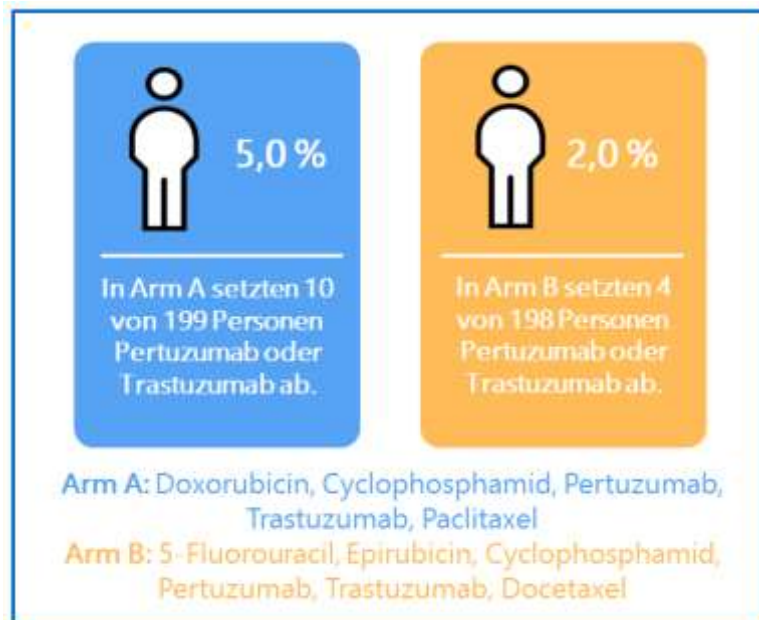 5,0 %
In Arm A setzten 10
von 199 Personen
Pertuzumab oder
Trastuzumab ab.
2,0 %
In Arm B setzten 4
von 198 Personen
Pertuzumab oder
Trastuzumab ab.
Arm A: Doxorubicin, Cyclophosphamid, Pertuzumab,
Trastuzumab, Paclitaxel
Arm B: 5-Fluorouracil, Epirubicin, Cyclophosphamid,
Pertuzumab, Trastuzumab, Docetaxel